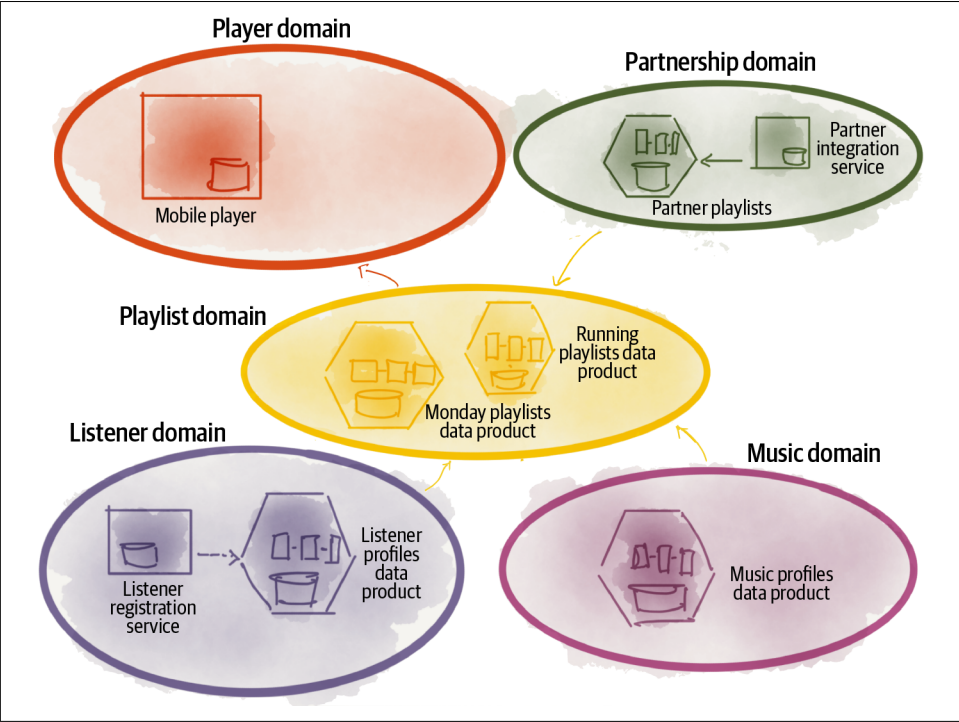 Player domain
Mobile player
Partnership domain
Partner
integration
service
Partner playlists
Playlist domain
Running
playlists data
product
Monday playlists
data product
Listener domain
Listener
registration
service
Listener
profiles
data
product
Music domain
Music profiles
data product